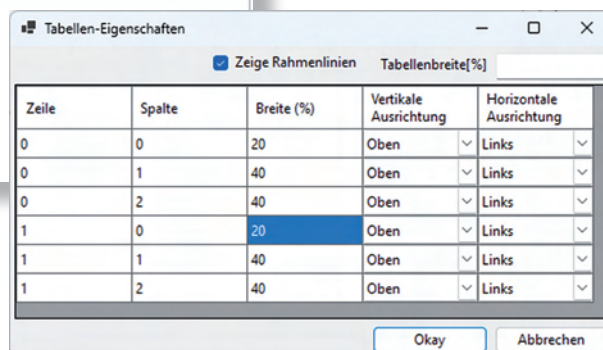 Tabellen-Eigenschaften
Zeige Rahmenlinien Tabellenbreite[%]
Zeile Spalte Breite (%) Vertikale Ausrichtung Horizontale Ausrichtung
0 0 20 Oben Links
0 1 40 Oben Links
0 2 40 Oben Links
1 0 20 Oben Links
1 1 40 Oben Links
1 2 40 Oben Links
Okay Abbrechen